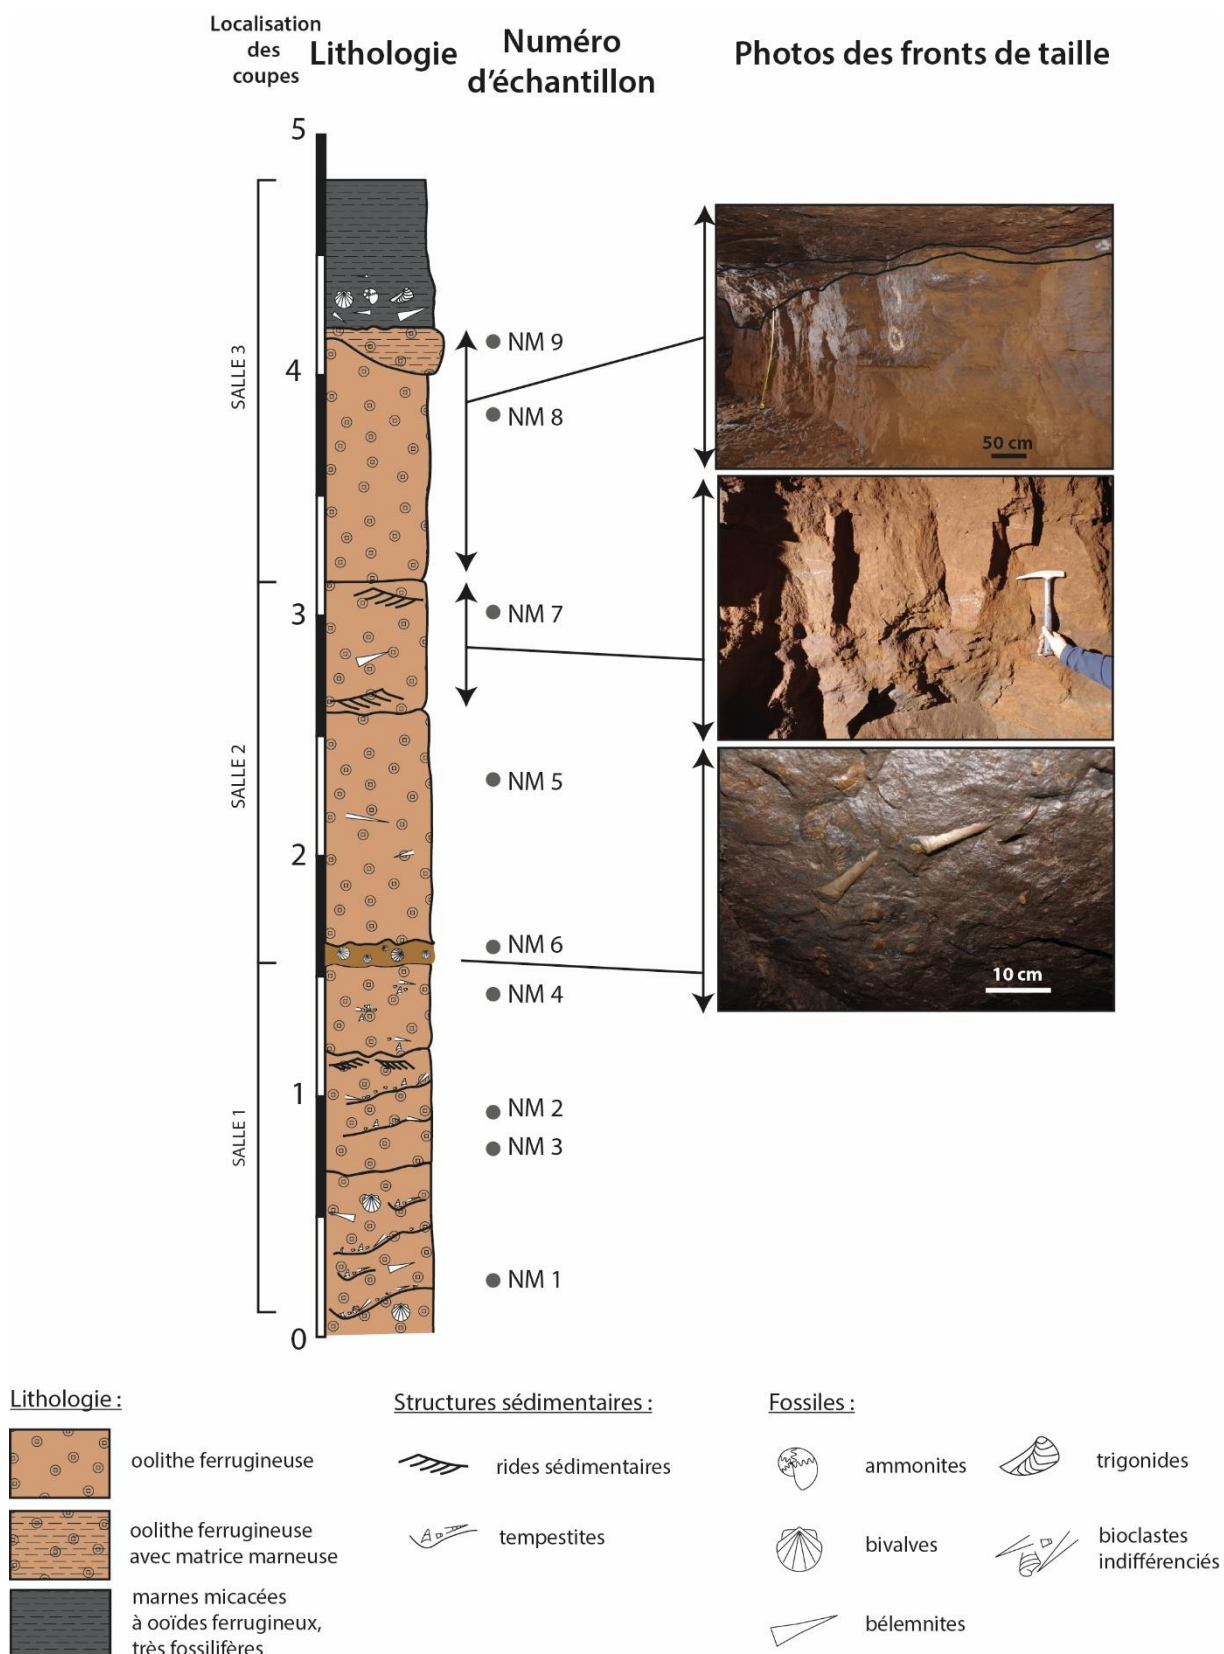 Localisation
des
coupes
Lithologie
Numéro
d'échantillon
Photos des fronts de taille
5
4
3
2
1
0
SALLE 3
SALLE 2
SALLE 1
NM 9
NM 8
NM 7
NM 5
NM 6
NM 4
NM 2
NM 3
NM 1
50 cm
10 cm
Lithologie :
oolithe ferrugineuse
oolithe ferrugineuse
avec matrice marneuse
marnes micacées
à ooïdes ferrugineux,
très fossilifères
Structures sédimentaires :
rides sédimentaires
tempestites
Fossiles :
ammonites
bivalves
bélemnites
trigonides
bioclastes
indifférenciés